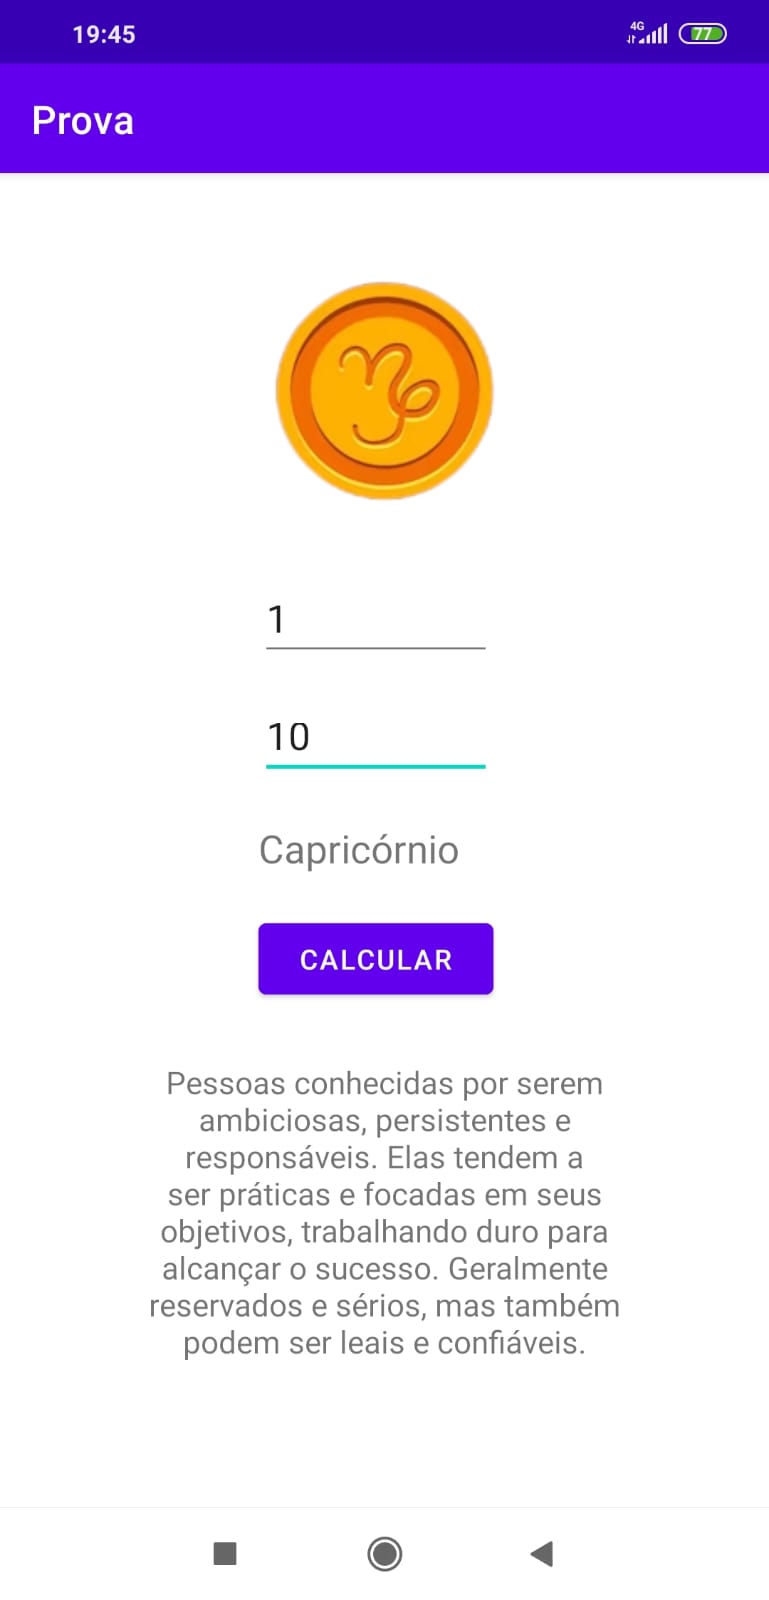 19:45
4G
77
Prova
1
10
Capricórnio
CALCULAR
Pessoas conhecidas por serem
ambiciosas, persistentes e
responsáveis. Elas tendem a
ser práticas e focadas em seus
objetivos, trabalhando duro para
alcançar o sucesso. Geralmente
reservados e sérios, mas também
podem ser leais e confiáveis.